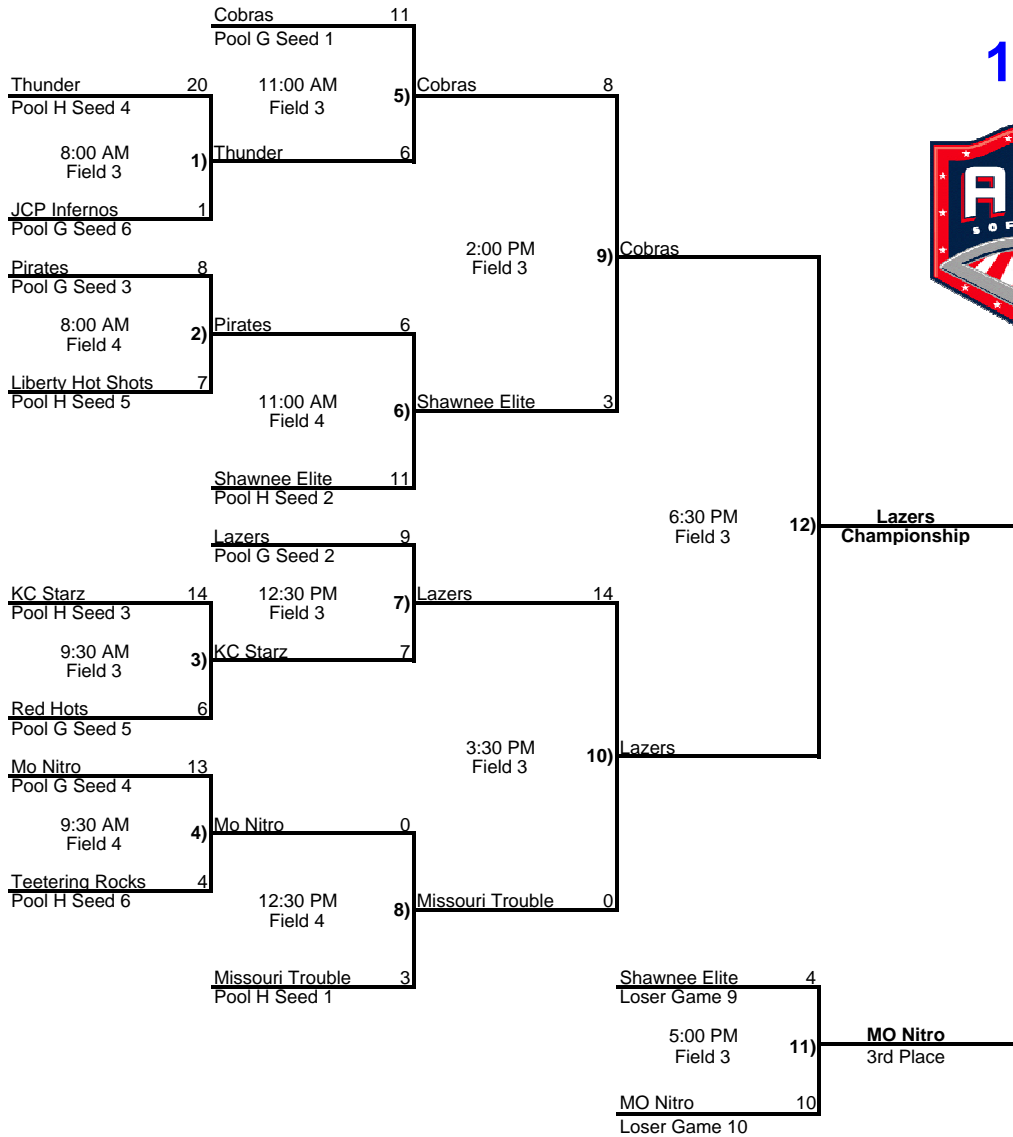 Cobras 11
Pool G Seed 1
1
Thunder 20
Pool H Seed 4
11:00 AM
Field 3
5) Cobras 8
8:00 AM
Field 3
1) Thunder 6
JCP Infernos 1
Pool G Seed 6
A
SOF
2:00 PM
Field 3
9) Cobras
Pirates 8
Pool G Seed 3
8:00 AM
Field 4
2) Pirates 6
Liberty Hot Shots 7
Pool H Seed 5
11:00 AM
Field 4
6) Shawnee Elite 3
Shawnee Elite 11
Pool H Seed 2
6:30 PM
Field 3
12) Lazers
Championship
Lazers 9
Pool G Seed 2
KC Starz 14
Pool H Seed 3
12:30 PM
Field 3
7) Lazers 14
9:30 AM
Field 3
3) KC Starz 7
Red Hots 6
Pool G Seed 5
3:30 PM
Field 3
10) Lazers
Mo Nitro 13
Pool G Seed 4
9:30 AM
Field 4
4) Mo Nitro 0
Teetering Rocks 4
Pool H Seed 6
12:30 PM
Field 4
8) Missouri Trouble 0
Missouri Trouble 3
Pool H Seed 1
Shawnee Elite 4
Loser Game 9
5:00 PM
Field 3
11) MO Nitro
3rd Place
MO Nitro 10
Loser Game 10